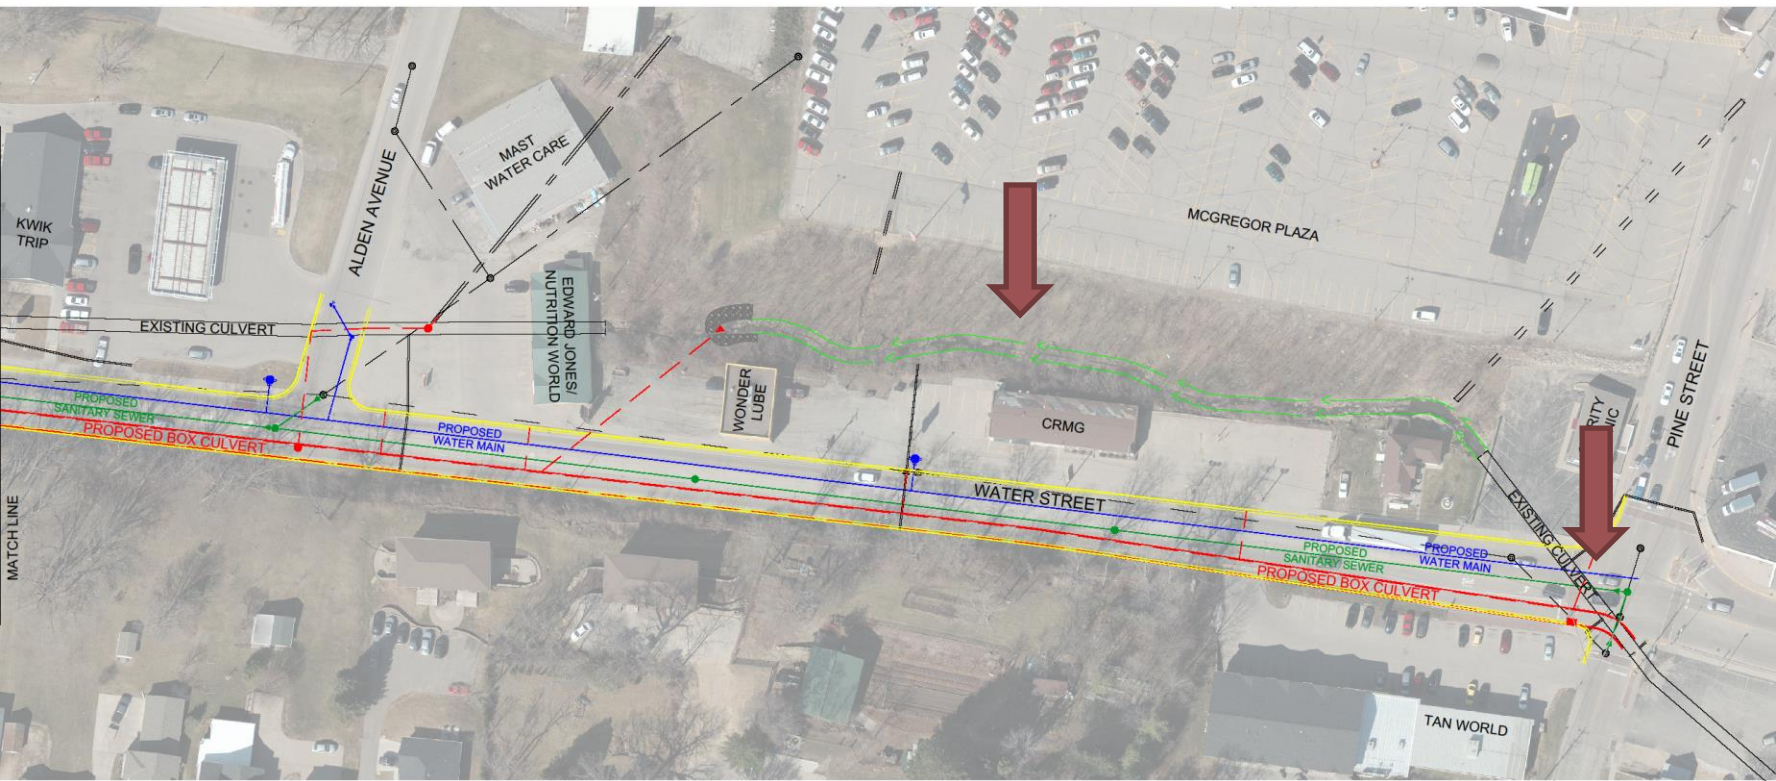 KWIK
TRIP
ALDEN AVENUE
MAST
WATER CARE
MCGREGOR PLAZA
PINE STREET
EXISTING CULVERT
EDWARD JONES/
NUTRITION WORLD
WONDER
LUBE
CRMG
PROPOSED
SANITARY SEWER
PROPOSED BOX CULVERT
PROPOSED
WATER MAIN
WATER STREET
EXISTING CULVERT
PROPOSED
SANITARY SEWER
PROPOSED
WATER MAIN
PROPOSED BOX CULVERT
MATCH LINE
TAN WORLD